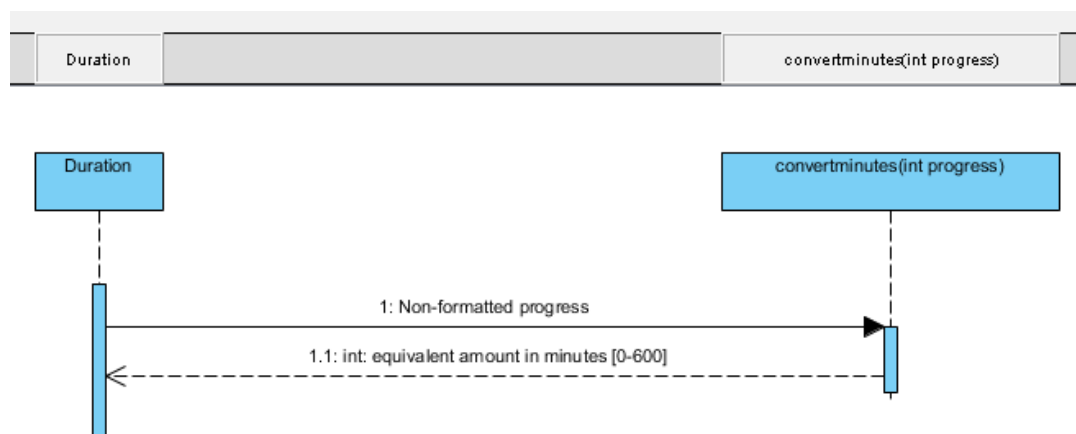 Duration
convertminutes(int progress)
Duration
convertminutes(int progress)
1: Non-formatted progress
1.1: int: equivalent amount in minutes [0-600]